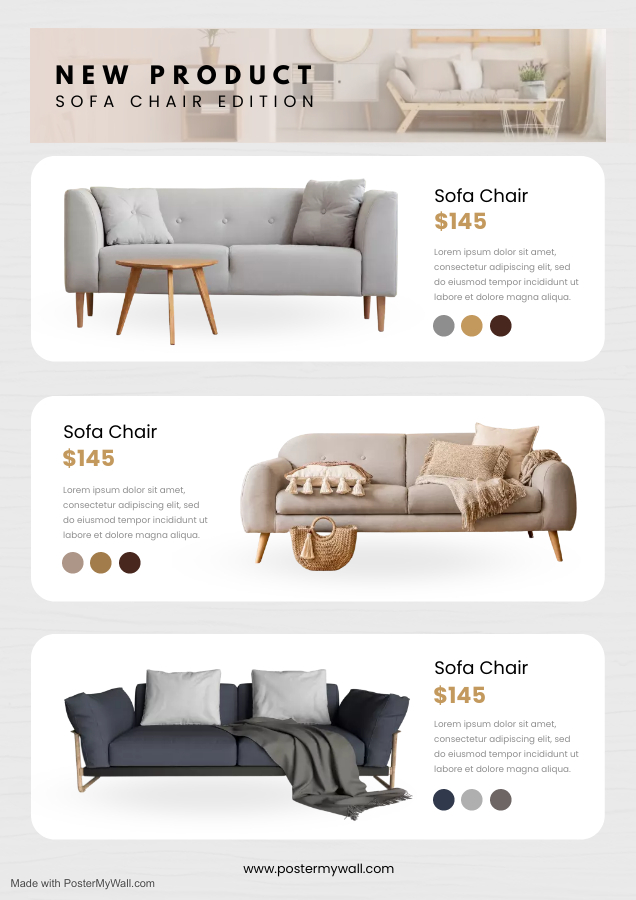 NEW PRODUCT
SOFA CHAIR EDITION
Sofa Chair
$145
Lorem ipsum dolor sit amet,
consectetur adipiscing elit, sed
do eiusmod tempor incididunt ut
labore et dolore magna aliqua.
Sofa Chair
$145
Lorem ipsum dolor sit amet,
consectetur adipiscing elit, sed
do eiusmod tempor incididunt ut
labore et dolore magna aliqua.
Sofa Chair
$145
Lorem ipsum dolor sit amet,
consectetur adipiscing elit, sed
do eiusmod tempor incididunt ut
labore et dolore magna aliqua.
www.postermywall.com
Made with PosterMyWall.com